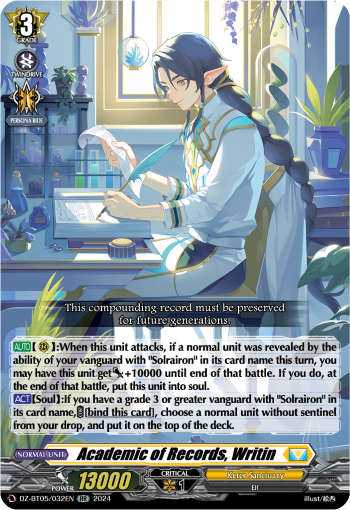 3
GRADE
TWINDRIVE
PERSONA RIDE
This compounding record must be preserved
for future generations.
AUTO【 】:When this unit attacks, if a normal unit was revealed by the
ability of your vanguard with "Solrairon" in its card name this turn, you
may have this unit get +10000 until end of that battle. If you do, at
the end of that battle, put this unit into soul.
ACT【Soul】:If you have a grade 3 or greater vanguard with "Solrairon" in
its card name, [bind this card], choose a normal unit without sentinel
from your drop, and put it on the top of the deck.
NORMAL UNIT
Academic of Records, Writin
POWER 13000
CRITICAL
1
Keter Sanctuary
Elf
DZ-BT05/032EN RR 2024
illust/松西